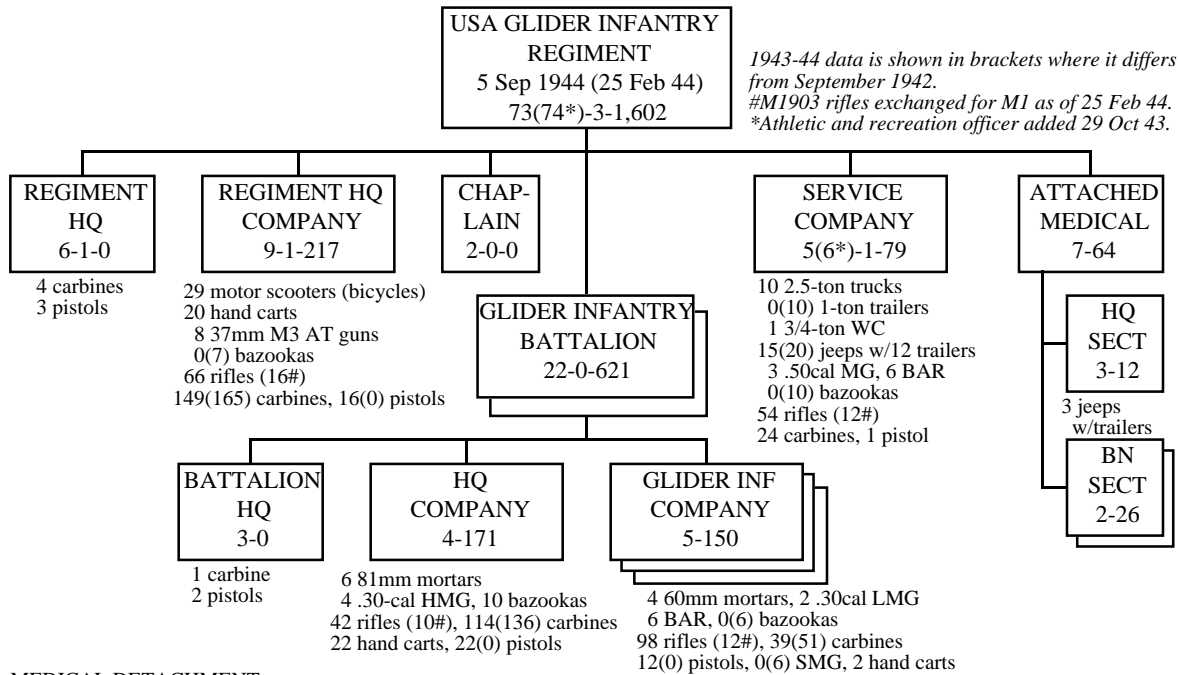 USA GLIDER INFANTRY
REGIMENT
5 Sep 1944 (25 Feb 44)
73(74*)-3-1,602
1943-44 data is shown in brackets where it differs
from September 1942.
#M1903 rifles exchanged for M1 as of 25 Feb 44.
*Athletic and recreation officer added 29 Oct 43.
REGIMENT
HQ
6-1-0
4 carbines
3 pistols
REGIMENT HQ
COMPANY
9-1-217
29 motor scooters (bicycles)
20 hand carts
8 37mm M3 AT guns
0(7) bazookas
66 rifles (16#)
149(165) carbines, 16(0) pistols
CHAP-
LAIN
2-0-0
GLIDER INFANTRY
BATTALION
22-0-621
SERVICE
COMPANY
5(6*)-1-79
10 2.5-ton trucks
0(10) 1-ton trailers
1 3/4-ton WC
15(20) jeeps w/12 trailers
3 .50cal MG, 6 BAR
0(10) bazookas
54 rifles (12#)
24 carbines, 1 pistol
ATTACHED
MEDICAL
7-64
HQ
SECT
3-12
3 jeeps
w/trailers
BN
SECT
2-26
BATTALION
HQ
3-0
1 carbine
2 pistols
HQ
COMPANY
4-171
6 81mm mortars
4 .30-cal HMG, 10 bazookas
42 rifles (10#), 114(136) carbines
22 hand carts, 22(0) pistols
GLIDER INF
COMPANY
5-150
4 60mm mortars, 2 .30cal LMG
6 BAR, 0(6) bazookas
98 rifles (12#), 39(51) carbines
12(0) pistols, 0(6) SMG, 2 hand carts
MEDICAL DETACHMENT